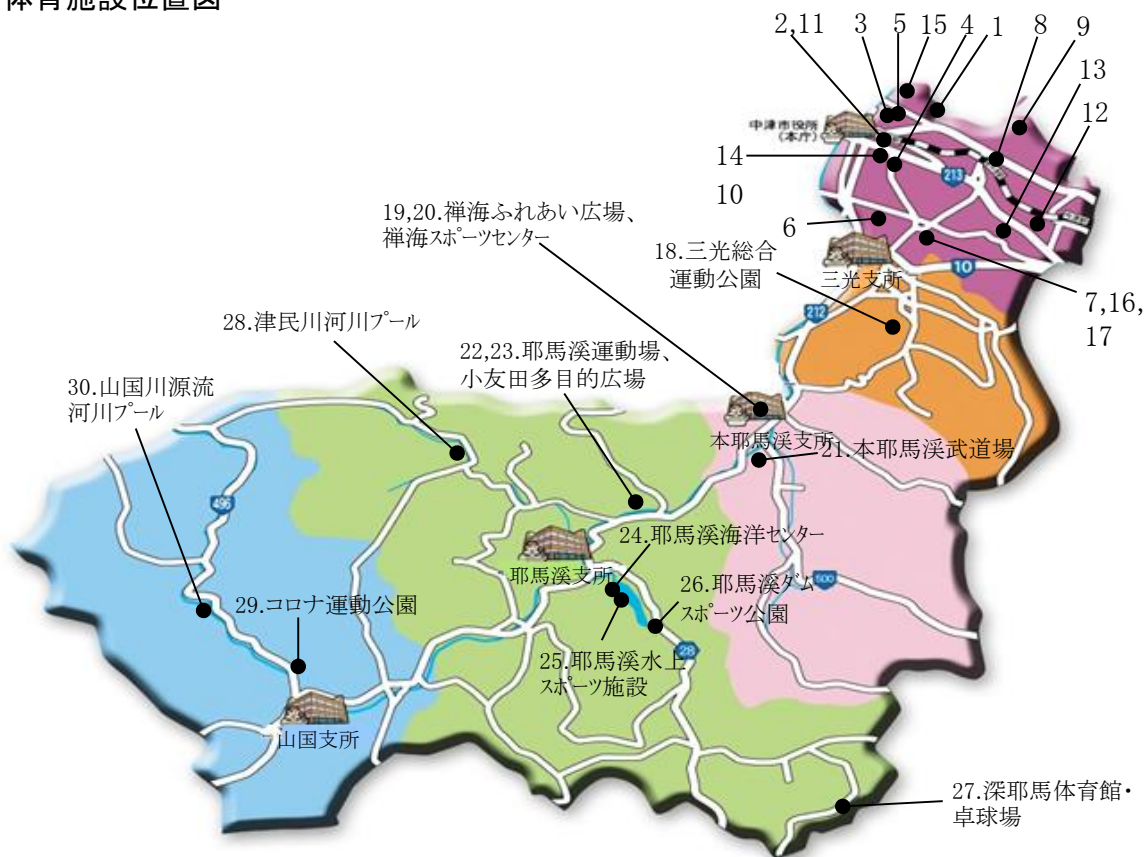 体育施設位置図
2,11
3
5
15
4
1
8
9
13
12
中津市役所
(本庁)
14
10
213
6
19,20.禅海ふれあい広場、
禅海スポーツセンター
18.三光総合
運動公園
三光支所
10
7,16,
17
212
28.津民川河川プール
22,23.耶馬溪運動場、
小友田多目的広場
30.山国川源流
河川プール
本耶馬渓支所
21.本耶馬渓武道場
496
24.耶馬溪海洋センター
耶馬溪支所
500
26.耶馬溪ダム
スポーツ公園
29.コロナ運動公園
25.耶馬溪水上
スポーツ施設
28
山国支所
27.深耶馬体育館・
卓球場